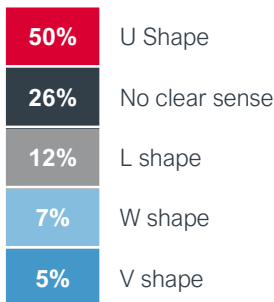 50% U Shape
26% No clear sense
12% L shape
7% W shape
5% V shape